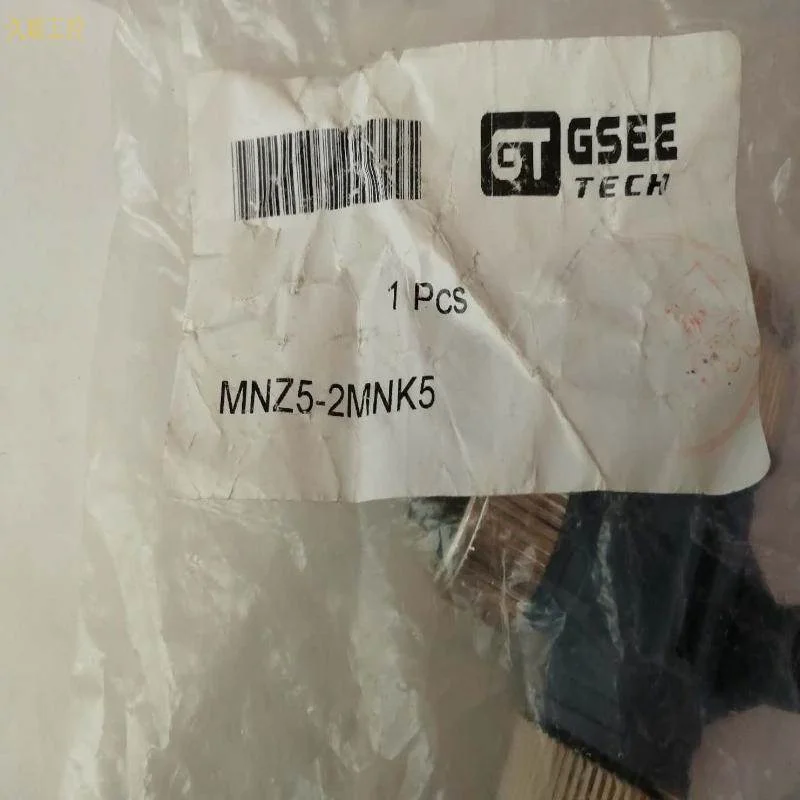 GT GSEE
TECH
1 Pcs
MNZ5-2MNK5